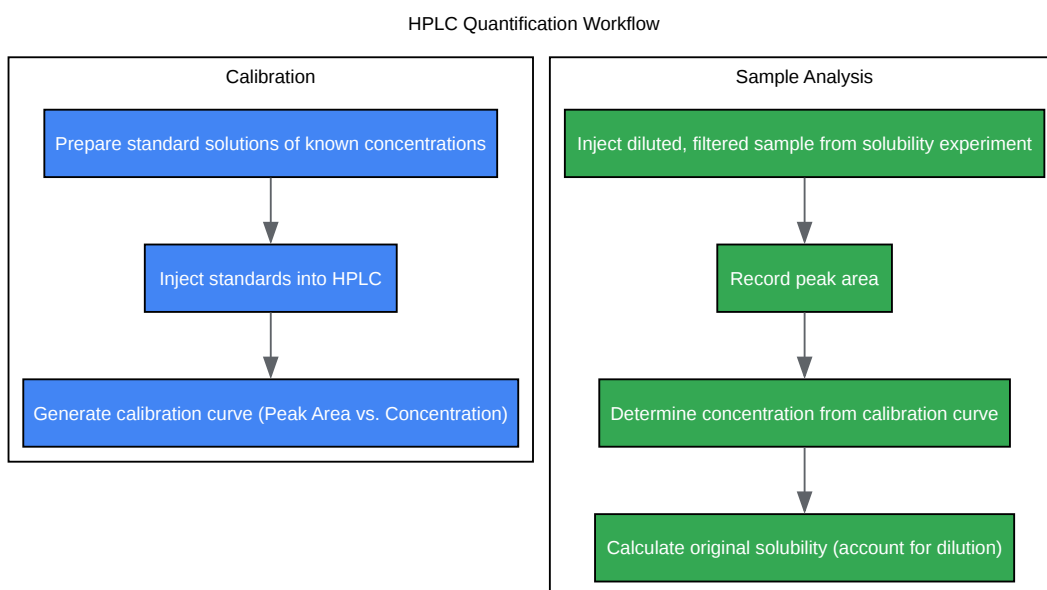 HPLC Quantification Workflow
Calibration
Prepare standard solutions of known concentrations
Inject standards into HPLC
Generate calibration curve (Peak Area vs. Concentration)
Sample Analysis
Inject diluted, filtered sample from solubility experiment
Record peak area
Determine concentration from calibration curve
Calculate original solubility (account for dilution)